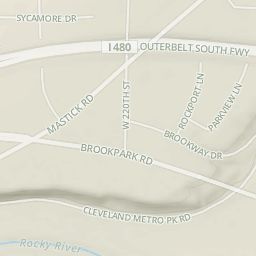 SYCAMORE DR
I 480
OUTERBELT SOUTH FWY
MASTICK RD
W 220TH ST
ROCKPORT LN
PARKVIEW LN
BROOKWAY DR
BROOKPARK RD
CLEVELAND METRO PK RD
Rocky River